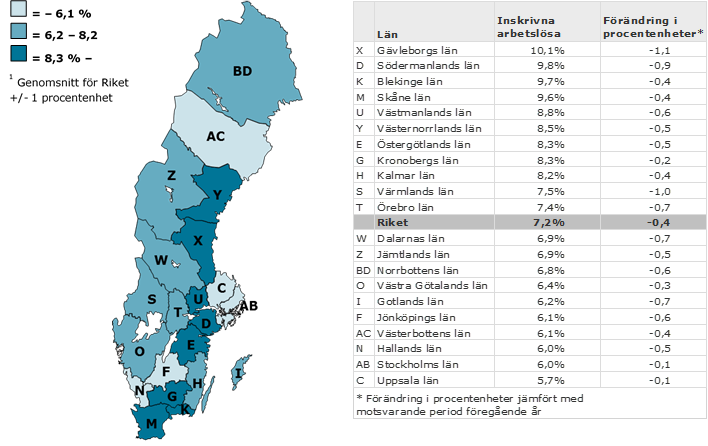 = – 6,1 %
= 6,2 – 8,2
= 8,3 % –
1 Genomsnitt för Riket
+/- 1 procentenhet
BD
AC
Z
Y
X
W
C
S
U
AB
T
D
O
E
F
I
N
H
G
K
M
Län Inskrivna arbetslösa Förändring i procentenheter*
X Gävleborgs län 10,1% -1,1
D Södermanlands län 9,8% -0,9
K Blekinge län 9,7% -0,4
M Skåne län 9,6% -0,4
U Västmanlands län 8,8% -0,6
Y Västernorrlands län 8,5% -0,5
E Östergötlands län 8,3% -0,5
G Kronobergs län 8,3% -0,2
H Kalmar län 8,2% -0,4
S Värmlands län 7,5% -1,0
T Örebro län 7,4% -0,7
Riket 7,2% -0,4
W Dalarnas län 6,9% -0,7
Z Jämtlands län 6,9% -0,5
BD Norrbottens län 6,8% -0,6
O Västra Götalands län 6,4% -0,3
I Gotlands län 6,2% -0,7
F Jönköpings län 6,1% -0,6
AC Västerbottens län 6,1% -0,4
N Hallands län 6,0% -0,5
AB Stockholms län 6,0% -0,1
C Uppsala län 5,7% -0,1
* Förändring i procentenheter jämfört med
motsvarande period föregående år